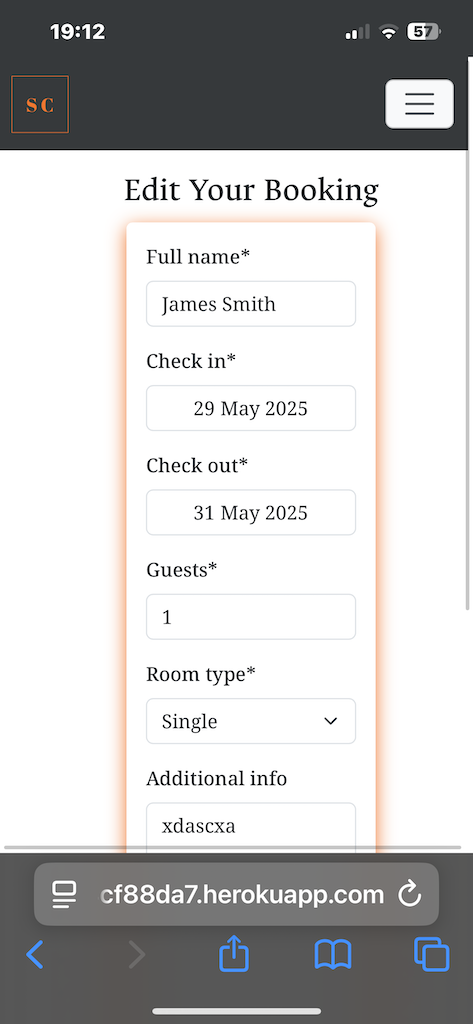 19:12
57
SC
Edit Your Booking
Full name*
James Smith
Check in*
29 May 2025
Check out*
31 May 2025
Guests*
1
Room type*
Single
Additional info
xdascxa
cf88da7.herokuapp.com